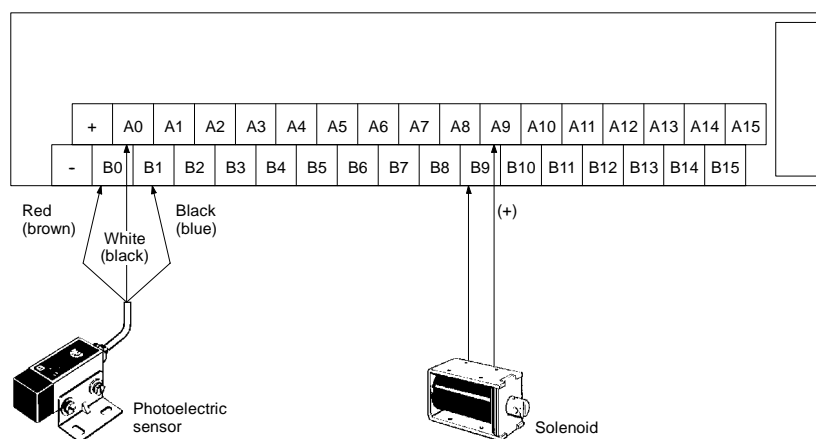 + A0 A1 A2 A3 A4 A5 A6 A7 A8 A9 A10 A11 A12 A13 A14 A15
- B0 B1 B2 B3 B4 B5 B6 B7 B8 B9 B10 B11 B12 B13 B14 B15
Red
(brown)
White
(black)
Black
(blue)
(+)
Photoelectric
sensor
Solenoid